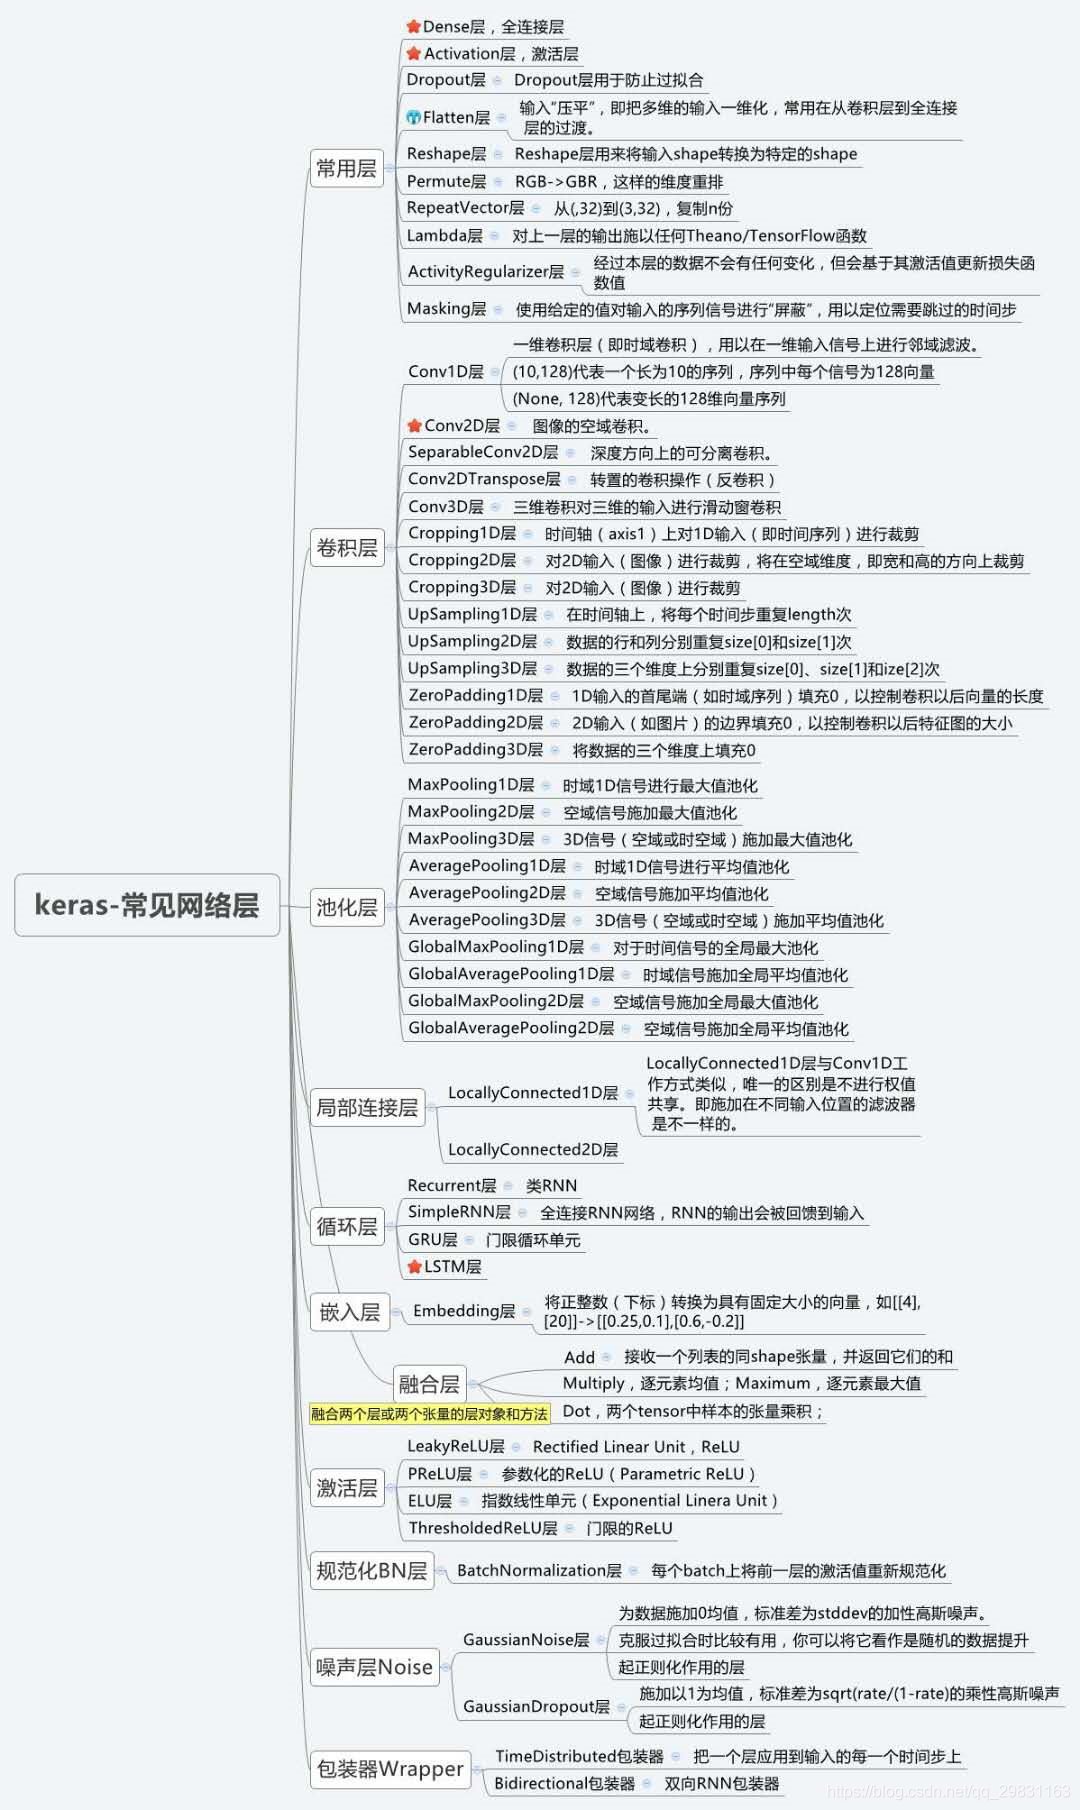 keras-常见网络层
常用层
Dense层，全连接层
Activation层，激活层
Dropout层 Dropout层用于防止过拟合
Flatten层 输入“压平”，即把多维的输入一维化，常用在从卷积层到全连接
层的过渡。
Reshape层 Reshape层用来将输入shape转换为特定的shape
Permute层 RGB->GBR，这样的维度重排
RepeatVector层 从(,32)到(3,32)，复制n份
Lambda层 对上一层的输出施以任何Theano/TensorFlow函数
ActivityRegularizer层 经过本层的数据不会有任何变化，但会基于其激活值更新损失函
数值
Masking层 使用给定的值对输入的序列信号进行“屏蔽”，用以定位需要跳过的时间步
卷积层
Conv1D层
一维卷积层（即时域卷积），用以在一维输入信号上进行邻域滤波。
(10,128)代表一个长为10的序列，序列中每个信号为128向量
(None, 128)代表变长的128维向量序列
Conv2D层 图像的空域卷积。
SeparableConv2D层 深度方向上的可分离卷积。
Conv2DTranspose层 转置的卷积操作（反卷积）
Conv3D层 三维卷积对三维的输入进行滑动窗卷积
Cropping1D层 时间轴（axis1）上对1D输入（即时间序列）进行裁剪
Cropping2D层 对2D输入（图像）进行裁剪，将在空域维度，即宽和高的方向上裁剪
Cropping3D层 对2D输入（图像）进行裁剪
UpSampling1D层 在时间轴上，将每个时间步重复length次
UpSampling2D层 数据的行和列分别重复size[0]和size[1]次
UpSampling3D层 数据的三个维度上分别重复size[0]、size[1]和ize[2]次
ZeroPadding1D层 1D输入的首尾端（如时域序列）填充0，以控制卷积以后向量的长度
ZeroPadding2D层 2D输入（如图片）的边界填充0，以控制卷积以后特征图的大小
ZeroPadding3D层 将数据的三个维度上填充0
池化层
MaxPooling1D层 时域1D信号进行最大值池化
MaxPooling2D层 空域信号施加最大值池化
MaxPooling3D层 3D信号（空域或时空域）施加最大值池化
AveragePooling1D层 时域1D信号进行平均值池化
AveragePooling2D层 空域信号施加平均值池化
AveragePooling3D层 3D信号（空域或时空域）施加平均值池化
GlobalMaxPooling1D层 对于时间信号的全局最大池化
GlobalAveragePooling1D层 时域信号施加全局平均值池化
GlobalMaxPooling2D层 空域信号施加全局最大值池化
GlobalAveragePooling2D层 空域信号施加全局平均值池化
局部连接层
LocallyConnected1D层
LocallyConnected1D层与Conv1D工
作方式类似，唯一的区别是不进行权值
共享。即施加在不同输入位置的滤波器
是不一样的。
LocallyConnected2D层
循环层
Recurrent层 类RNN
SimpleRNN层 全连接RNN网络，RNN的输出会被回馈到输入
GRU层 门限循环单元
LSTM层
嵌入层
Embedding层 将正整数（下标）转换为具有固定大小的向量，如[[4],
[20]]->[[0.25,0.1],[0.6,-0.2]]
融合层
融合两个层或两个张量的层对象和方法
Add 接收一个列表的同shape张量，并返回它们的和
Multiply，逐元素均值；Maximum，逐元素最大值
Dot，两个tensor中样本的张量乘积；
激活层
LeakyReLU层 Rectified Linear Unit，ReLU
PReLU层 参数化的ReLU（Parametric ReLU）
ELU层 指数线性单元（Exponential Linera Unit）
ThresholdedReLU层 门限的ReLU
规范化BN层
BatchNormalization层 每个batch上将前一层的激活值重新规范化
噪声层Noise
GaussianNoise层
为数据施加0均值，标准差为stddev的加性高斯噪声。
克服过拟合时比较有用，你可以将它看作是随机的数据提升
起正则化作用的层
GaussianDropout层
施加以1为均值，标准差为sqrt(rate/(1-rate)的乘性高斯噪声
起正则化作用的层
包装器Wrapper
TimeDistributed包装器 把一个层应用到输入的每一个时间步上
Bidirectional包装器 双向RNN包装器
https://blog.csdn.net/qq_29831163